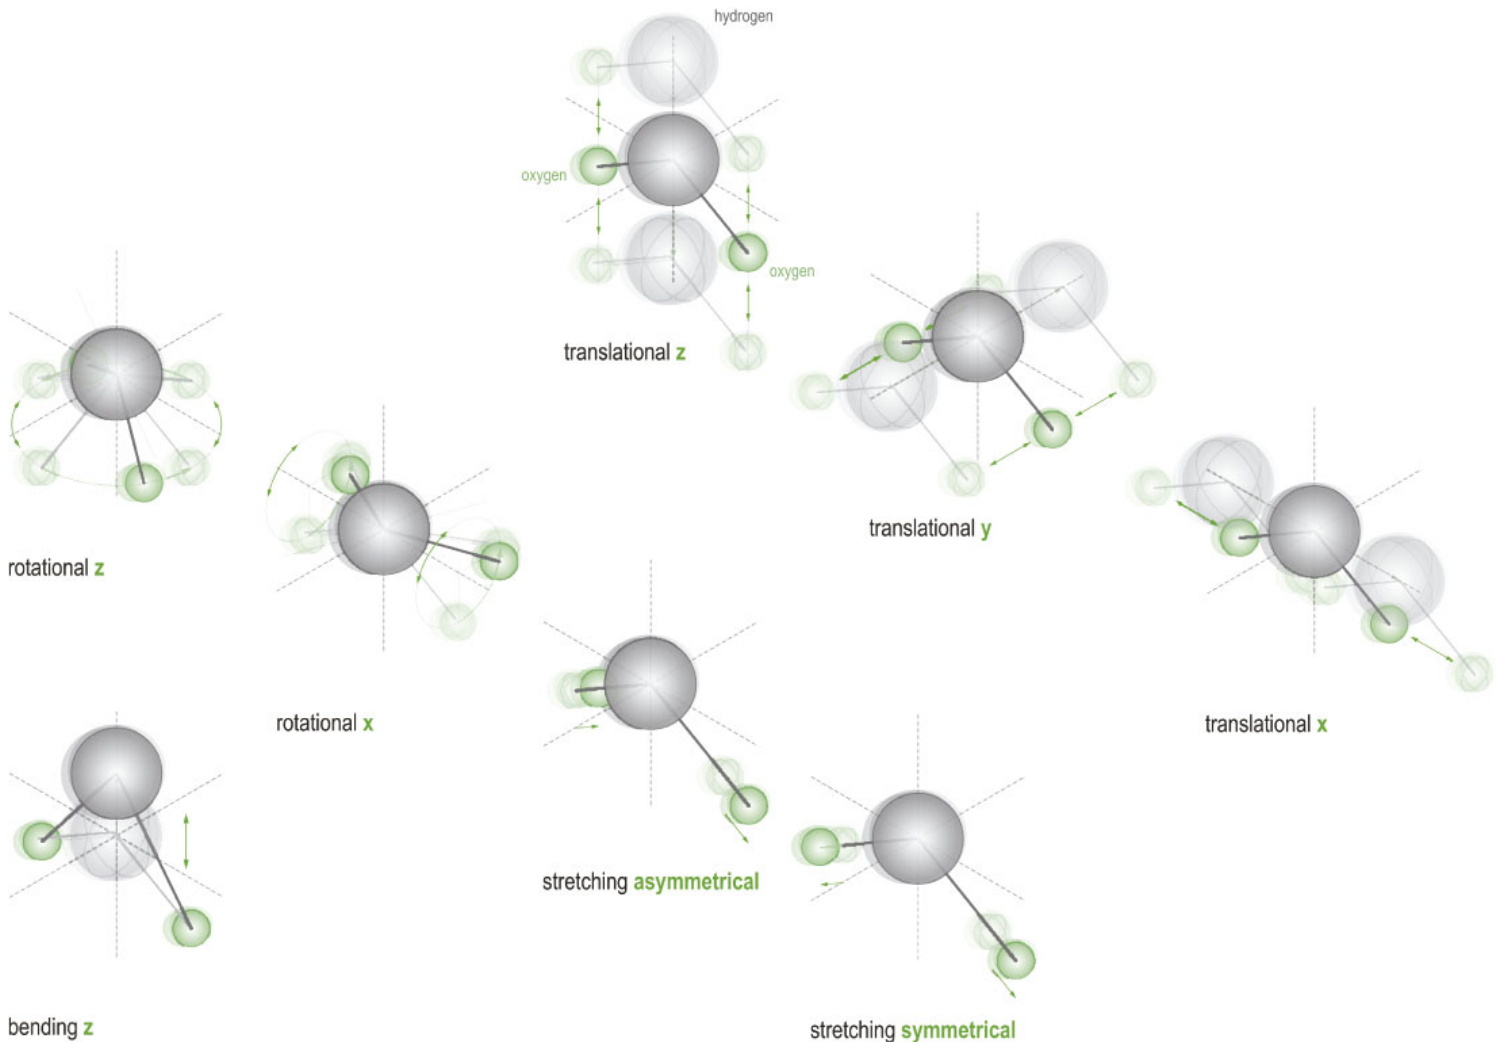 hydrogen
oxygen
oxygen
translational z
translational y
rotational z
rotational x
translational x
stretching asymmetrical
bending z
stretching symmetrical